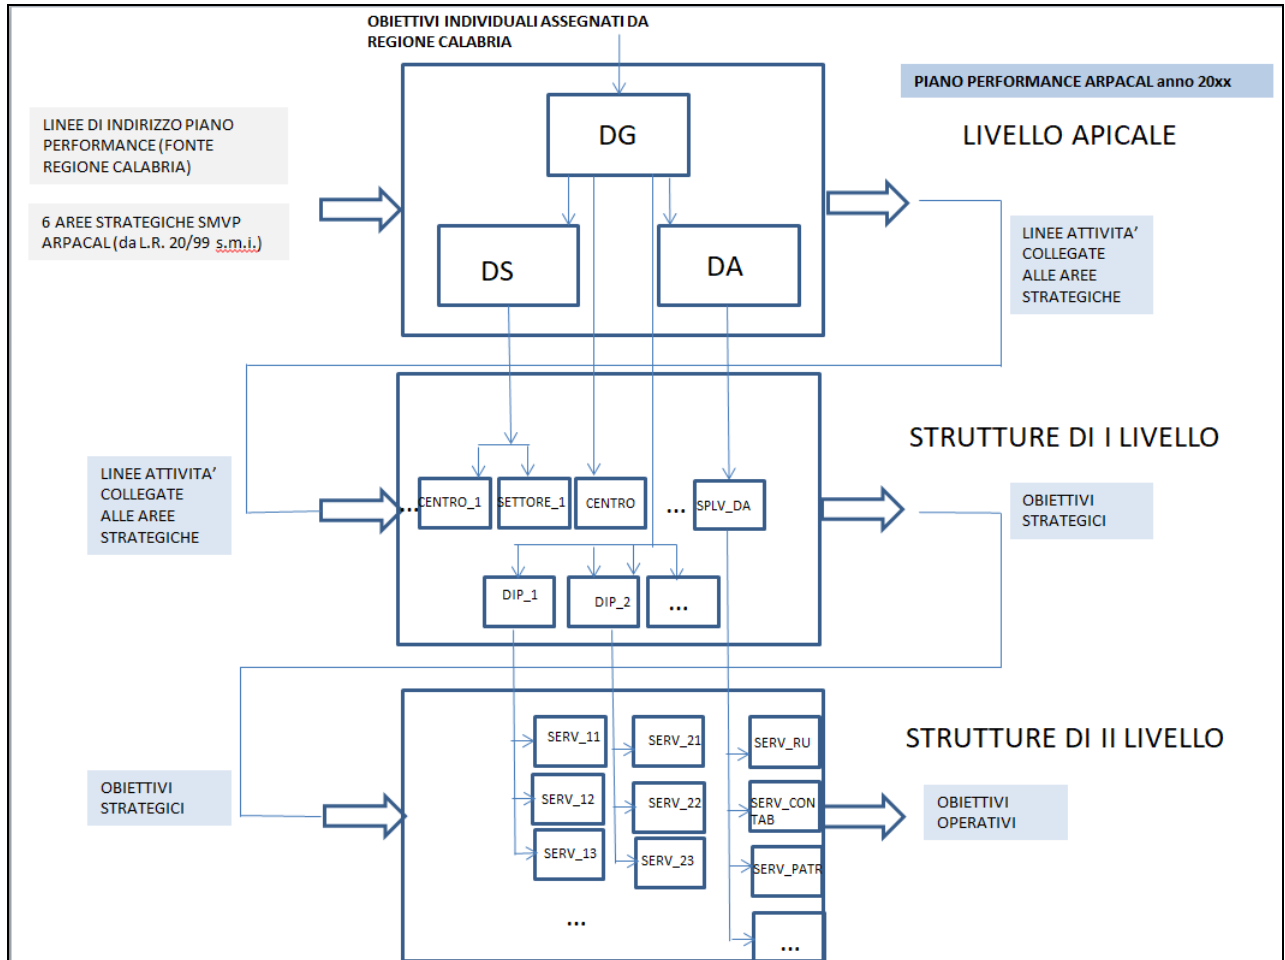 OBIETTIVI INDIVIDUALI ASSEGNATI DA
REGIONE CALABRIA
PIANO PERFORMANCE ARPACAL anno 20xx
LINEE DI INDIRIZZO PIANO
PERFORMANCE (FONTE
REGIONE CALABRIA)
DG
LIVELLO APICALE
6 AREE STRATEGICHE SMVP
ARPACAL (da L.R. 20/99 s.m.i.)
DS
DA
LINEE ATTIVITA’
COLLEGATE
ALLE AREE
STRATEGICHE
STRUTTURE DI I LIVELLO
LINEE ATTIVITA’
COLLEGATE
ALLE AREE
STRATEGICHE
...
CENTRO_1
SETTORE_1
CENTRO
...
SPLV_DA
OBIETTIVI
STRATEGICI
DIP_1
DIP_2
...
STRUTTURE DI II LIVELLO
SERV_11
SERV_21
SERV_RU
OBIETTIVI
STRATEGICI
SERV_12
SERV_22
SERV_CON
TAB
OBIETTIVI
OPERATIVI
SERV_13
SERV_23
SERV_PATR
...
...